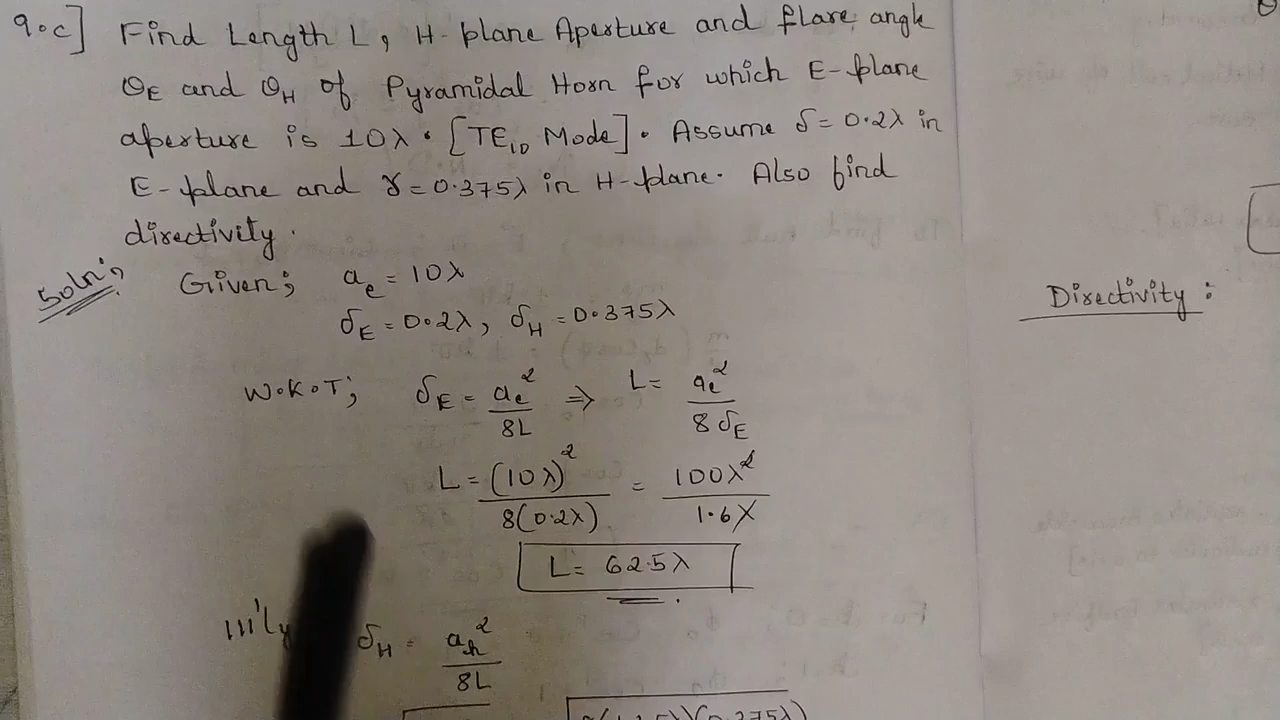 9.c] Find Length L, H-plane Aperture and flare angle
θE and θH of Pyramidal Horn for which E-plane
aperture is 10λ. [TE10 Mode]. Assume δ=0.2λ in
E-plane and γ=0.375λ in H-plane. Also find
directivity.
Soln; Given; ae = 10λ
δE = 0.2λ, δH = 0.375λ
W.K.T; δE = ae²/8L ⇒ L = ae²/8δE
L = (10λ)²/8(0.2λ) = 100λ²/1.6λ
L = 62.5λ
III'ly δH = ah²/8L
Directivity: